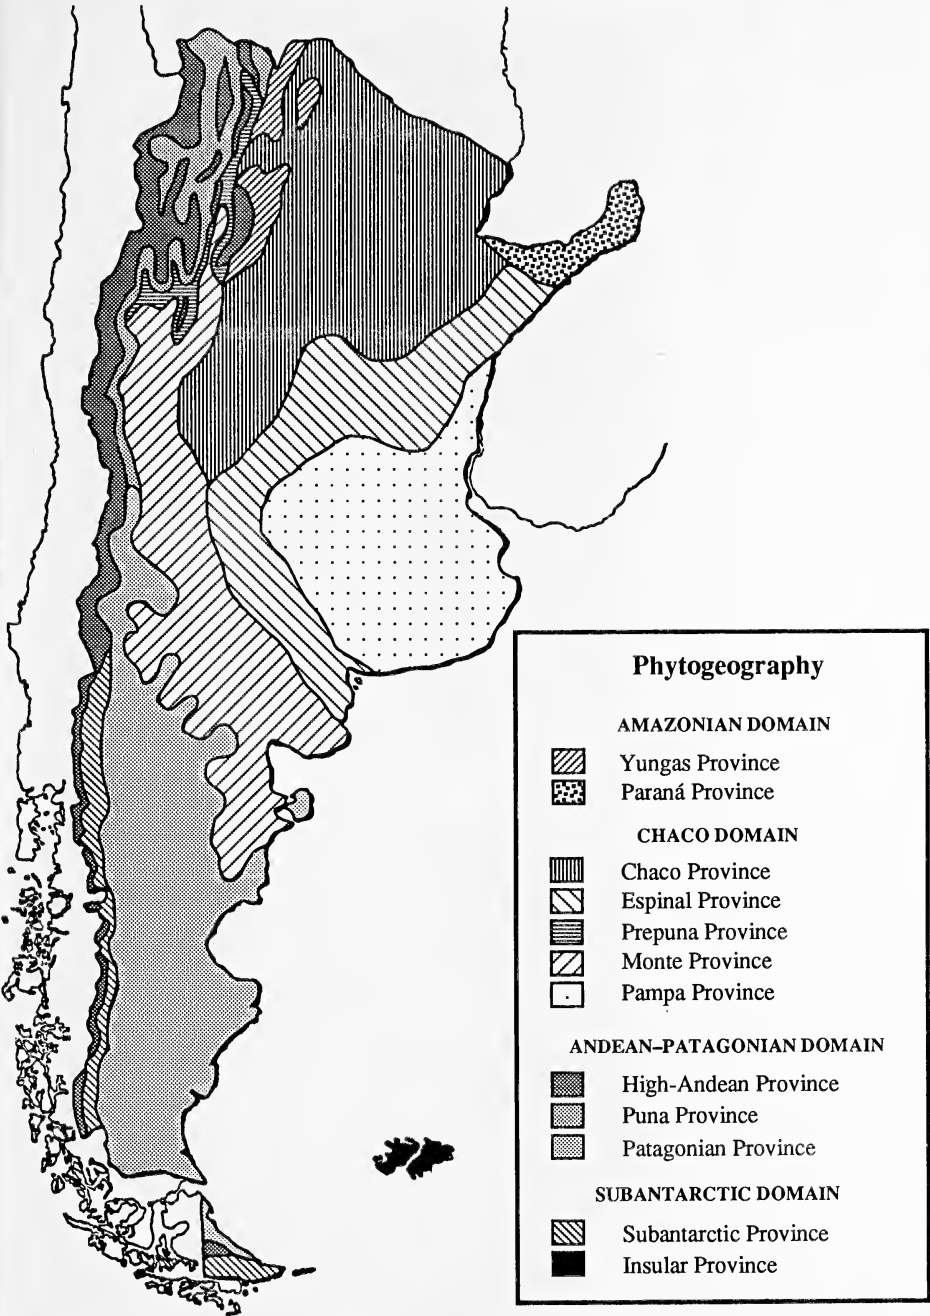 Phytogeography
AMAZONIAN DOMAIN
Yungas Province
Paraná Province
CHACO DOMAIN
Chaco Province
Espinal Province
Prepuna Province
Monte Province
Pampa Province
ANDEAN–PATAGONIAN DOMAIN
High-Andean Province
Puna Province
Patagonian Province
SUBANTARCTIC DOMAIN
Subantarctic Province
Insular Province